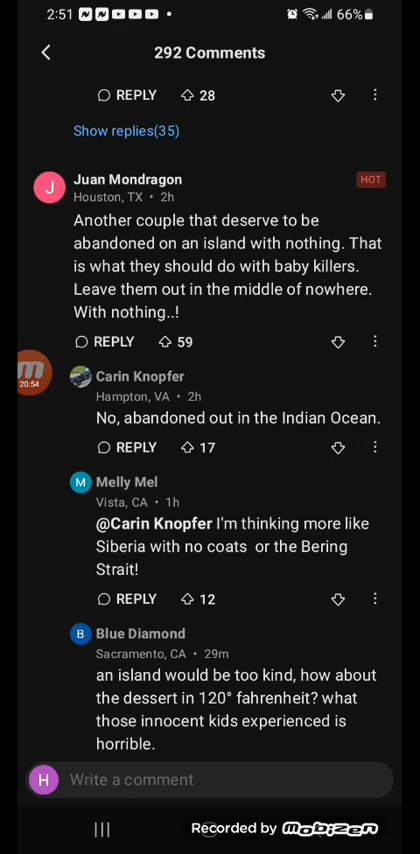 2:51 66%
292 Comments
REPLY 28
Show replies(35)
J Juan Mondragon HOT
Houston, TX • 2h
Another couple that deserve to be
abandoned on an island with nothing. That
is what they should do with baby killers.
Leave them out in the middle of nowhere.
With nothing..!
REPLY 59
20:54
Carin Knopfer
Hampton, VA • 2h
No, abandoned out in the Indian Ocean.
REPLY 17
M Melly Mel
Vista, CA • 1h
@Carin Knopfer I'm thinking more like
Siberia with no coats or the Bering
Strait!
REPLY 12
B Blue Diamond
Sacramento, CA • 29m
an island would be too kind, how about
the dessert in 120° fahrenheit? what
those innocent kids experienced is
horrible.
H Write a comment
Recorded by mobizen